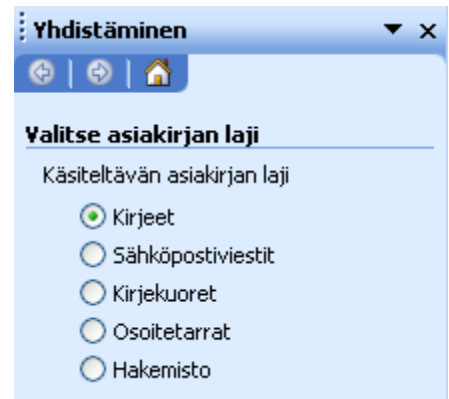 Yhdistäminen
Valitse asiakirjan laji
Käsiteltävän asiakirjan laji
Kirjeet
Sähköpostiviestit
Kirjekuoret
Osoitetarrat
Hakemisto